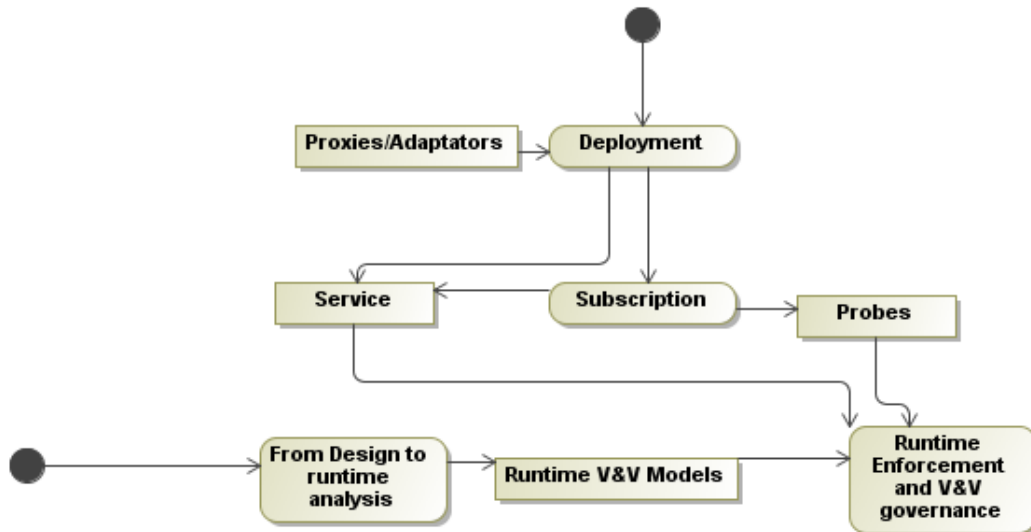 Proxies/Adaptators
Deployment
Service
Subscription
Probes
From Design to
runtime
analysis
Runtime V&V Models
Runtime
Enforcement
and V&V
governance